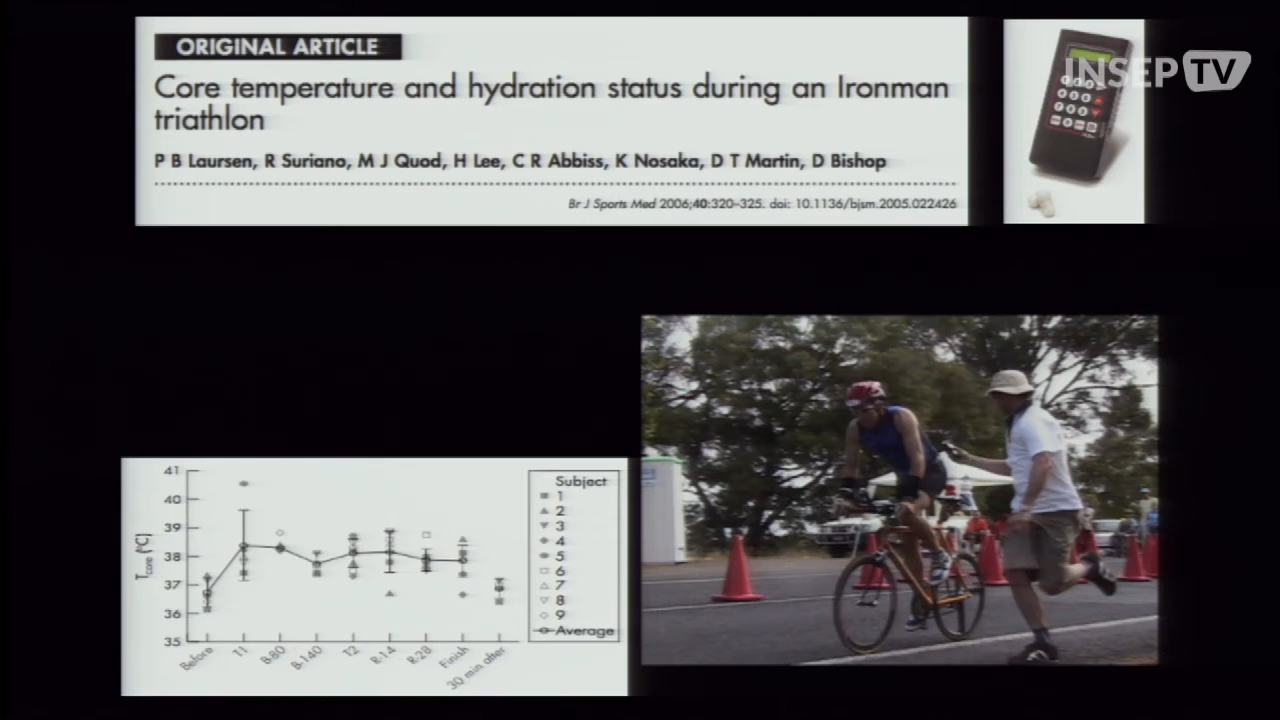 INSEP TV
ORIGINAL ARTICLE
Core temperature and hydration status during an Ironman
triathlon
P B Laursen, R Suriano, M J Quod, H Lee, C R Abbiss, K Nosaka, D T Martin, D Bishop
Br J Sports Med 2006;40:320–325. doi: 10.1136/bjsm.2005.022426
Tcore (°C)
41
40
39
38
37
36
35
Before
T1
B-80
B-140
T2
R-14
R-28
Finish
30 min after
Subject
1
2
3
4
5
6
7
8
9
Average